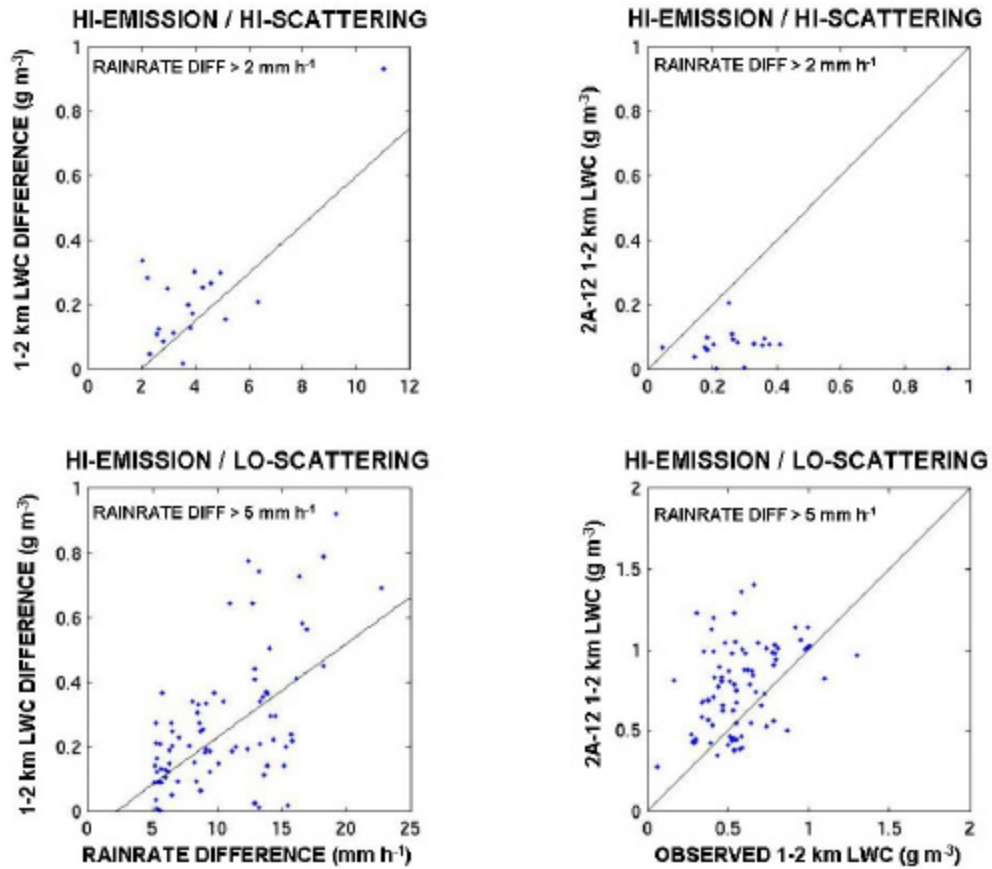 HI-EMISSION / HI-SCATTERING
RAINRATE DIFF > 2 mm h-1
1-2 km LWC DIFFERENCE (g m-3)
1
0.8
0.6
0.4
0.2
0
0 2 4 6 8 10 12
HI-EMISSION / HI-SCATTERING
RAINRATE DIFF > 2 mm h-1
2A-12 1-2 km LWC (g m-3)
1
0.8
0.6
0.4
0.2
0
0 0.2 0.4 0.6 0.8 1
HI-EMISSION / LO-SCATTERING
RAINRATE DIFF > 5 mm h-1
1-2 km LWC DIFFERENCE (g m-3)
1
0.8
0.6
0.4
0.2
0
0 5 10 15 20 25
RAINRATE DIFFERENCE (mm h-1)
HI-EMISSION / LO-SCATTERING
RAINRATE DIFF > 5 mm h-1
2A-12 1-2 km LWC (g m-3)
2
1.5
1
0.5
0
0 0.5 1 1.5 2
OBSERVED 1-2 km LWC (g m-3)